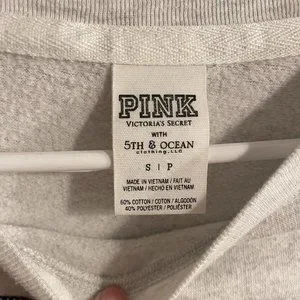 PINK
VICTORIA'S SECRET
WITH
5TH & OCEAN
clothing, LLC
S | P
MADE IN VIETNAM / FAIT AU
VIETNAM / HECHO EN VIETNAM
60% COTTON / COTON / ALGODÓN
40% POLYESTER / POLIÉSTER